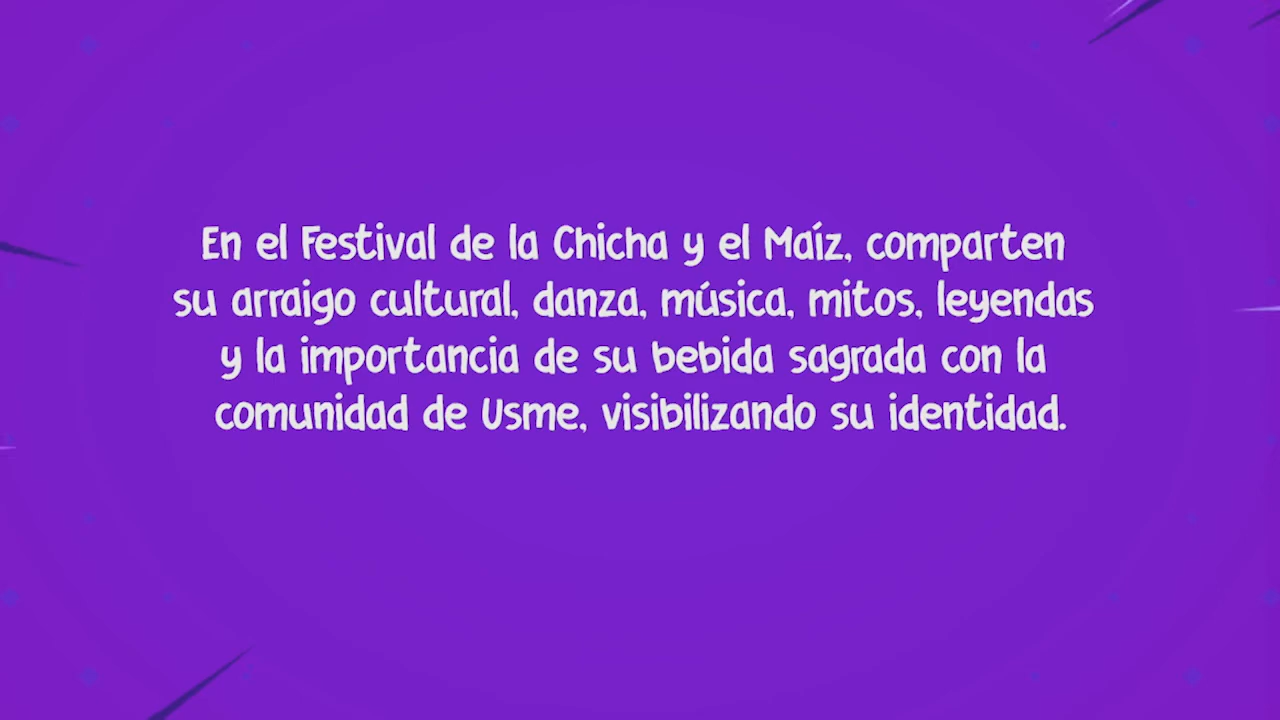 En el Festival de la Chicha y el Maíz, comparten
su arraigo cultural, danza, música, mitos, leyendas
y la importancia de su bebida sagrada con la
comunidad de Usme, visibilizando su identidad.